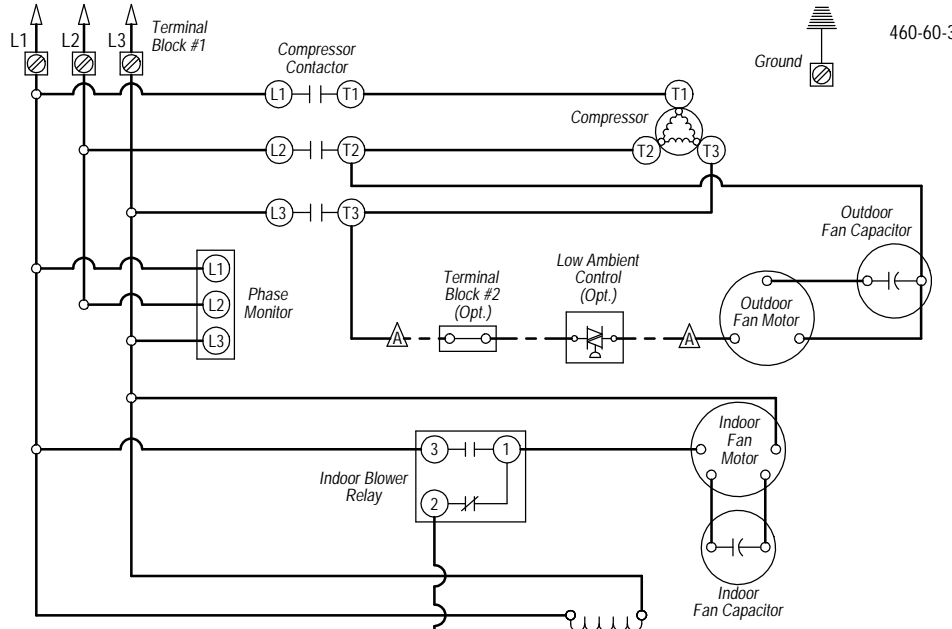 L1
L2
L3
Terminal
Block #1
Compressor
Contactor
Ground
460-60-3
L1
T1
T1
Compressor
L2
T2
T2
T3
L3
T3
Outdoor
Fan Capacitor
L1
L2
L3
Phase
Monitor
Terminal
Block #2
(Opt.)
Low Ambient
Control
(Opt.)
Outdoor
Fan Motor
A
A
Indoor
Fan
Motor
3
1
Indoor Blower
Relay
2
Indoor
Fan Capacitor